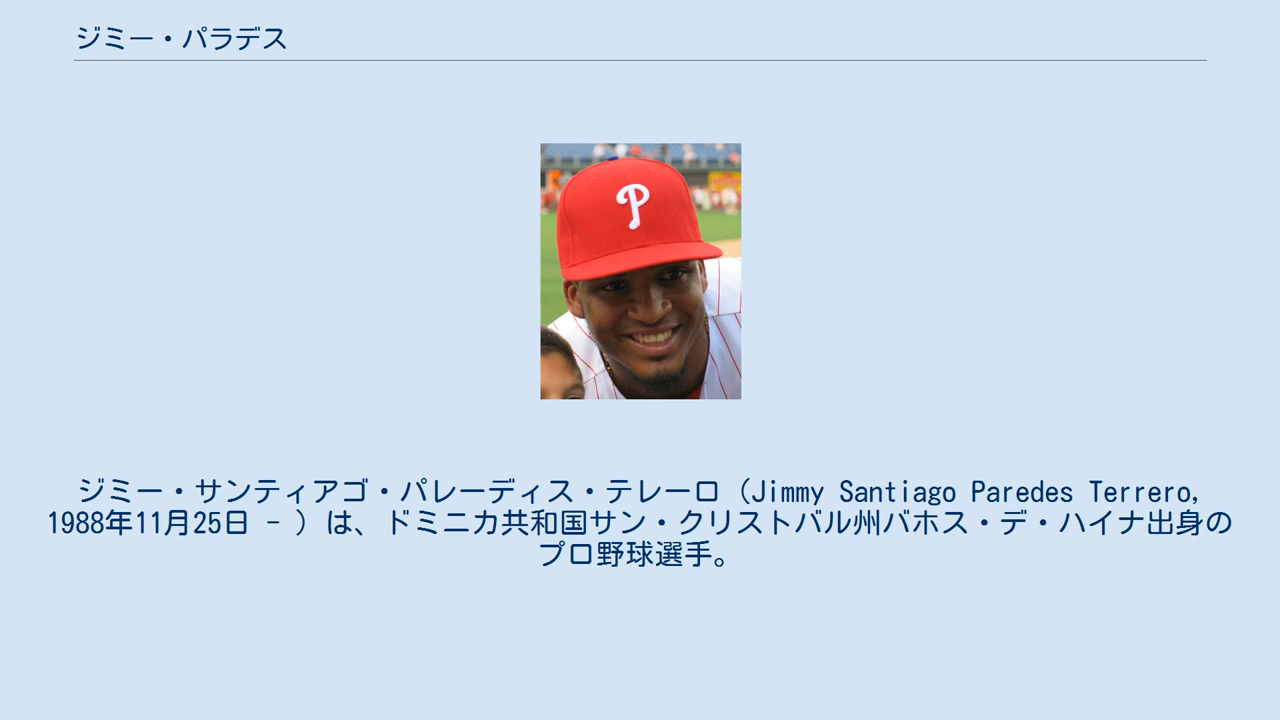 ジミー・パラデス
P
ジミー・サンティアゴ・パレーディス・テレーロ（Jimmy Santiago Paredes Terrero,
1988年11月25日 - ）は、ドミニカ共和国サン・クリストバル州バホス・デ・ハイナ出身の
プロ野球選手。